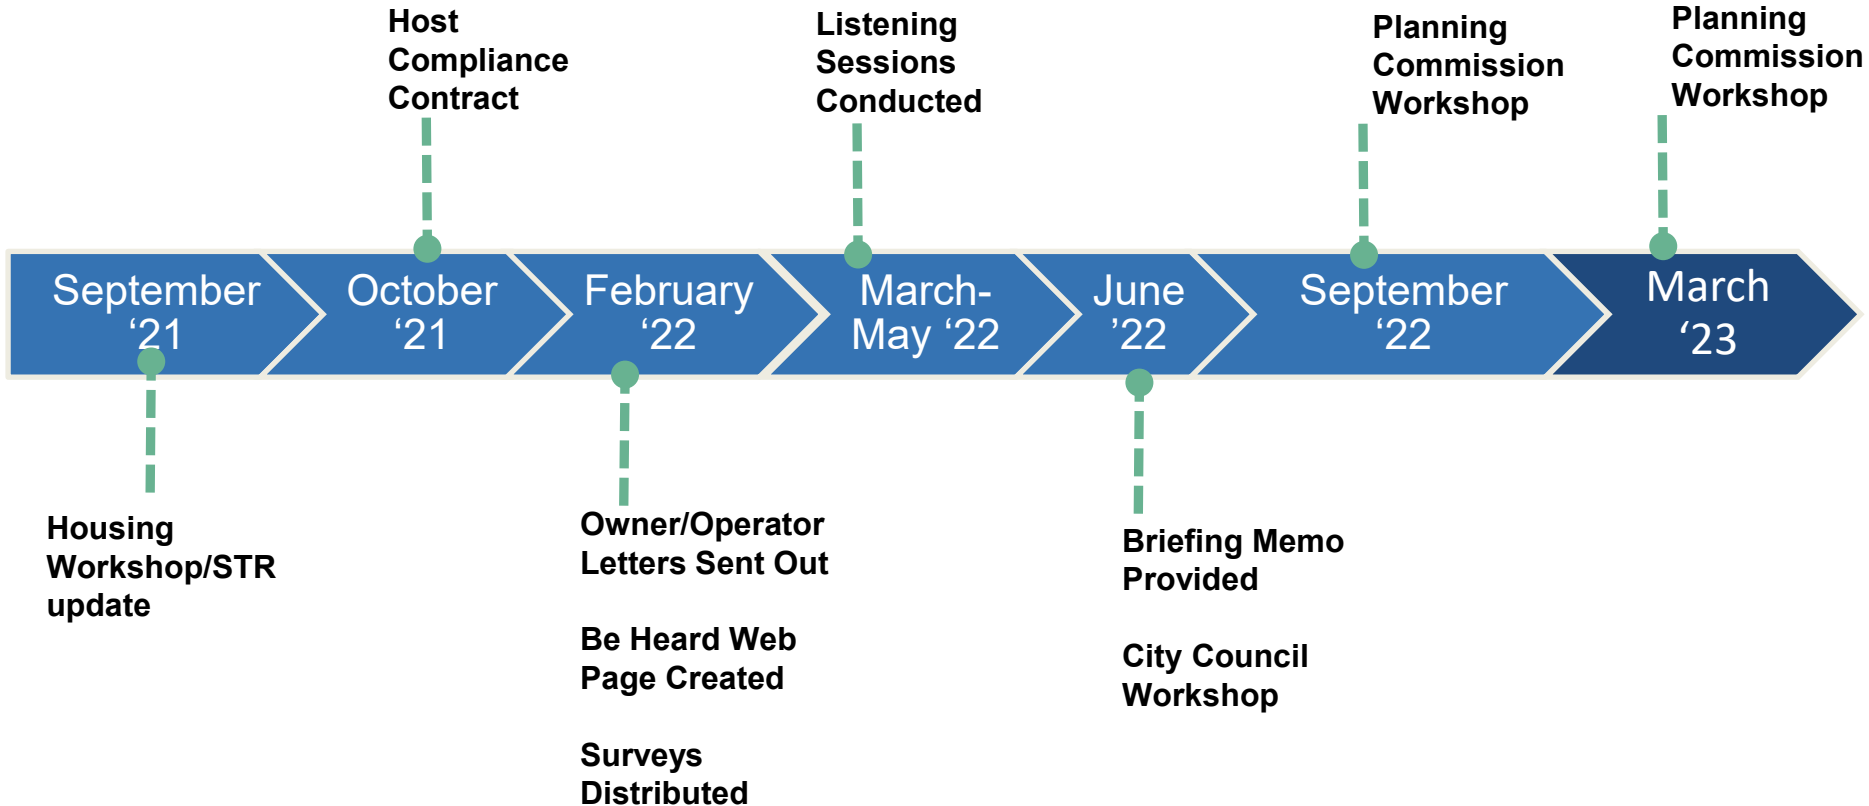 Host
Compliance
Contract
Listening
Sessions
Conducted
Planning
Commission
Workshop
Planning
Commission
Workshop
September
‘21
October
‘21
February
‘22
March-
May ‘22
June
’22
September
‘22
March
‘23
Housing
Workshop/STR
update
Owner/Operator
Letters Sent Out
Be Heard Web
Page Created
Surveys
Distributed
Briefing Memo
Provided
City Council
Workshop